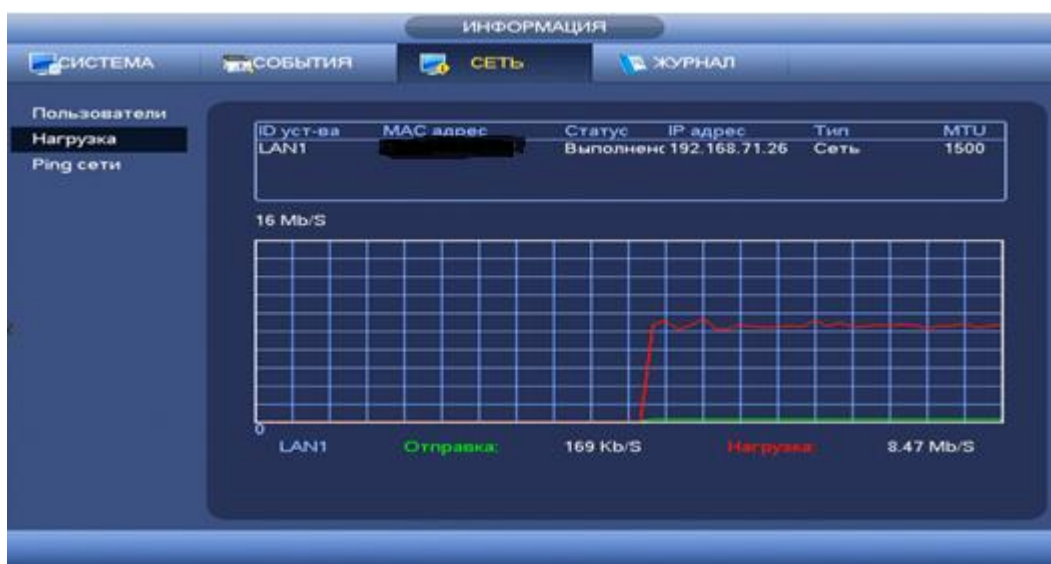 ИНФОРМАЦИЯ
СИСТЕМА СОБЫТИЯ СЕТЬ ЖУРНАЛ
Пользователи
Нагрузка
Ping сети
ID уст-ва MAC адрес Статус IP адрес Тип MTU
LAN1 Выполненс 192.168.71.26 Сеть 1500
16 Mb/S
0
LAN1 Отправка: 169 Kb/S Нагрузка: 8.47 Mb/S